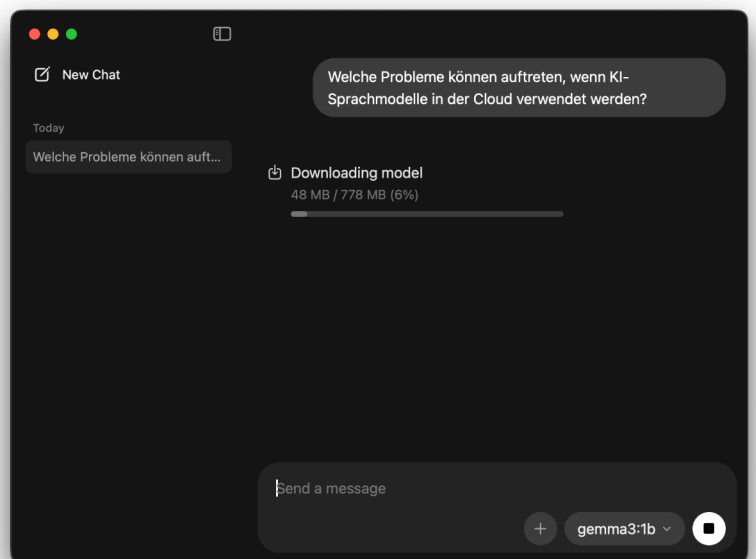 New Chat
Today
Welche Probleme können auft...
Welche Probleme können auftreten, wenn KI-
Sprachmodelle in der Cloud verwendet werden?
Downloading model
48 MB / 778 MB (6%)
Send a message
gemma3:1b